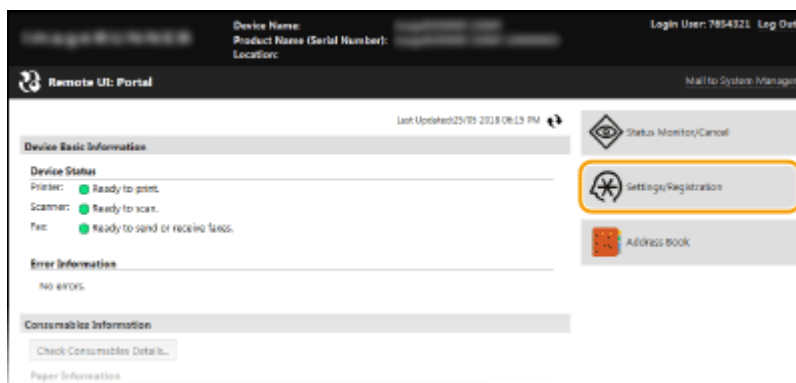 Device Name:
Product Name (Serial Number):
Location:
Login User: 7654321 Log Out
Remote UI: Portal
Mail to System Manager
Last Updated:25/05 2018 06:15 PM
Device Basic Information
Device Status
Printer: Ready to print.
Scanner: Ready to scan.
Fax: Ready to send or receive faxes.
Error Information
No errors.
Consumables Information
Check Consumables Details...
Paper Information
Status Monitor/Cancel
Settings/Registration
Address Book